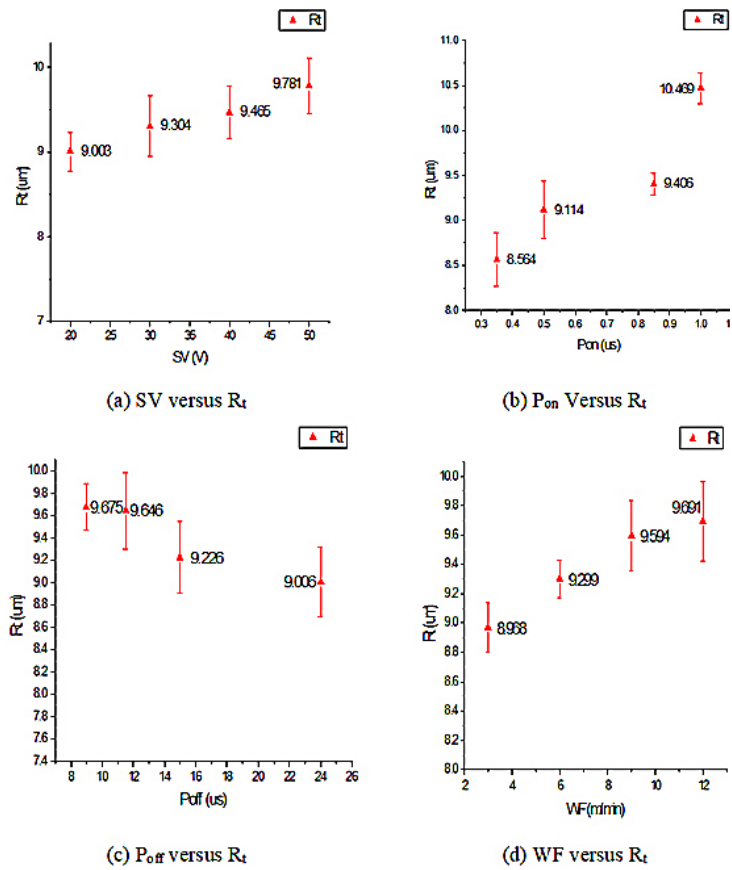 Rt
Rt (um)
10
9
8
7
9.003
9.304
9.465
9.781
20 25 30 35 40 45 50
SV (V)
(a) SV versus Rt
Rt
Rt (um)
10.5
10.0
9.5
9.0
8.5
8.0
8.564
9.114
9.406
10.469
0.3 0.4 0.5 0.6 0.7 0.8 0.9 1.0
Pon (us)
(b) Pon Versus Rt
Rt
Rt (um)
10.0
9.8
9.6
9.4
9.2
9.0
8.8
8.6
8.4
8.2
8.0
7.8
7.6
7.4
9.675
9.646
9.226
9.006
8 10 12 14 16 18 20 22 24 26
Poff (us)
(c) Poff versus Rt
Rt
Rt (um)
10.0
9.8
9.6
9.4
9.2
9.0
8.8
8.6
8.4
8.2
8.0
8.968
9.299
9.594
9.691
2 4 6 8 10 12
WF(m/min)
(d) WF versus Rt